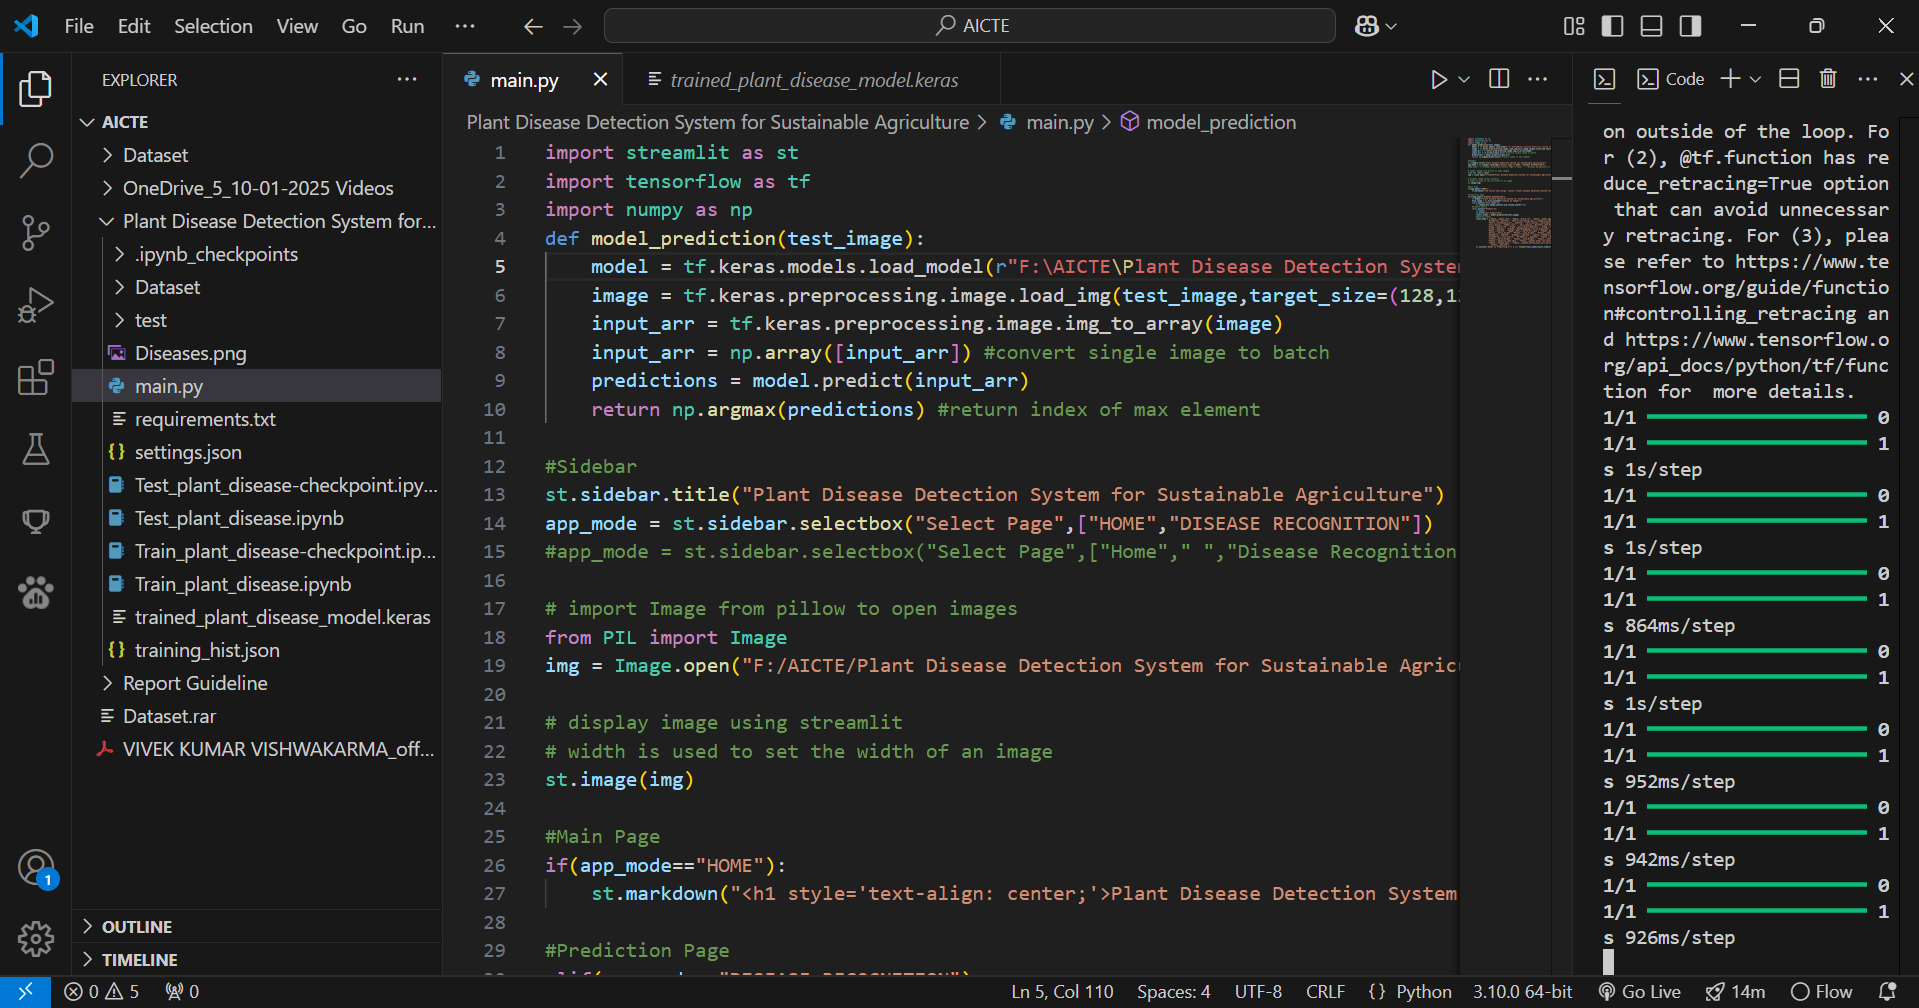 File Edit Selection View Go Run ··· AICTE
EXPLORER
AICTE
Dataset
OneDrive_5_10-01-2025 Videos
Plant Disease Detection System for...
.ipynb_checkpoints
Dataset
test
Diseases.png
main.py
requirements.txt
settings.json
Test_plant_disease-checkpoint.ipy...
Test_plant_disease.ipynb
Train_plant_disease-checkpoint.ip...
Train_plant_disease.ipynb
trained_plant_disease_model.keras
training_hist.json
Report Guideline
Dataset.rar
VIVEK KUMAR VISHWAKARMA_off...
OUTLINE
TIMELINE
1
main.py trained_plant_disease_model.keras
Plant Disease Detection System for Sustainable Agriculture > main.py > model_prediction
1 import streamlit as st
2 import tensorflow as tf
3 import numpy as np
4 def model_prediction(test_image):
5 model = tf.keras.models.load_model(r"F:\AICTE\Plant Disease Detection System
6 image = tf.keras.preprocessing.image.load_img(test_image,target_size=(128,12
7 input_arr = tf.keras.preprocessing.image.img_to_array(image)
8 input_arr = np.array([input_arr]) #convert single image to batch
9 predictions = model.predict(input_arr)
10 return np.argmax(predictions) #return index of max element
11
12 #Sidebar
13 st.sidebar.title("Plant Disease Detection System for Sustainable Agriculture")
14 app_mode = st.sidebar.selectbox("Select Page",["HOME","DISEASE RECOGNITION"])
15 #app_mode = st.sidebar.selectbox("Select Page",["Home"," ","Disease Recognition
16
17 # import Image from pillow to open images
18 from PIL import Image
19 img = Image.open("F:/AICTE/Plant Disease Detection System for Sustainable Agric
20
21 # display image using streamlit
22 # width is used to set the width of an image
23 st.image(img)
24
25 #Main Page
26 if(app_mode=="HOME"):
27 st.markdown("<h1 style='text-align: center;'>Plant Disease Detection System
28
29 #Prediction Page
Code
on outside of the loop. Fo
r (2), @tf.function has re
duce_retracing=True option
that can avoid unnecessar
y retracing. For (3), plea
se refer to https://www.te
nsorflow.org/guide/functio
n#controlling_retracing an
d https://www.tensorflow.o
rg/api_docs/python/tf/func
tion for  more details.
1/1 0
1/1 1
s 1s/step
1/1 0
1/1 1
s 1s/step
1/1 0
1/1 1
s 864ms/step
1/1 0
1/1 1
s 1s/step
1/1 0
1/1 1
s 952ms/step
1/1 0
1/1 1
s 942ms/step
1/1 0
1/1 1
s 926ms/step
0 5 0 Ln 5, Col 110 Spaces: 4 UTF-8 CRLF {} Python 3.10.0 64-bit Go Live 14m Flow